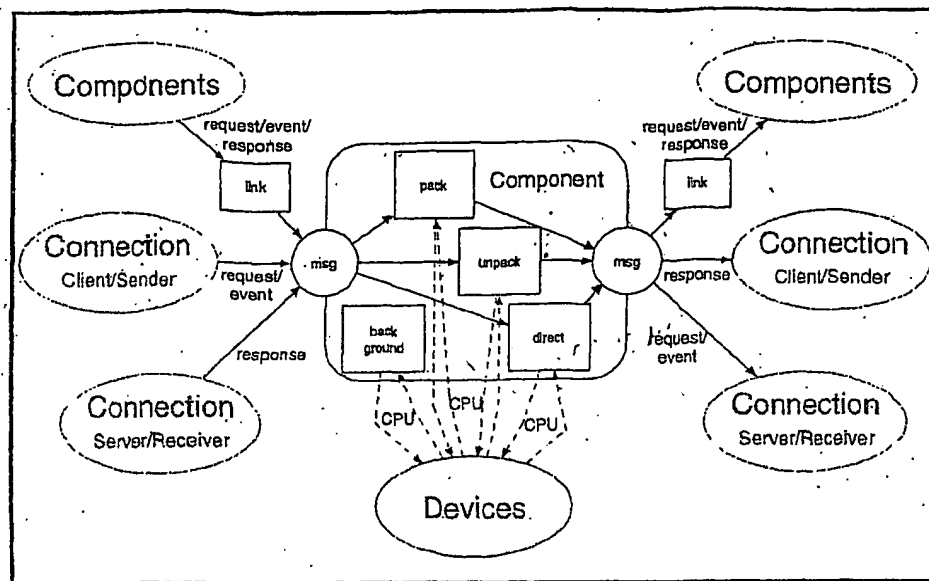 Components
request/event/
response
link
Connection
Client/Sender
request/
event
response
Connection
Server/Receiver
msg
pack
Component
unpack
back
ground
direct
CPU
CPU
CPU
Devices
msg
Components
request/event/
response
link
Connection
Client/Sender
response
request/
event
Connection
Server/Receiver